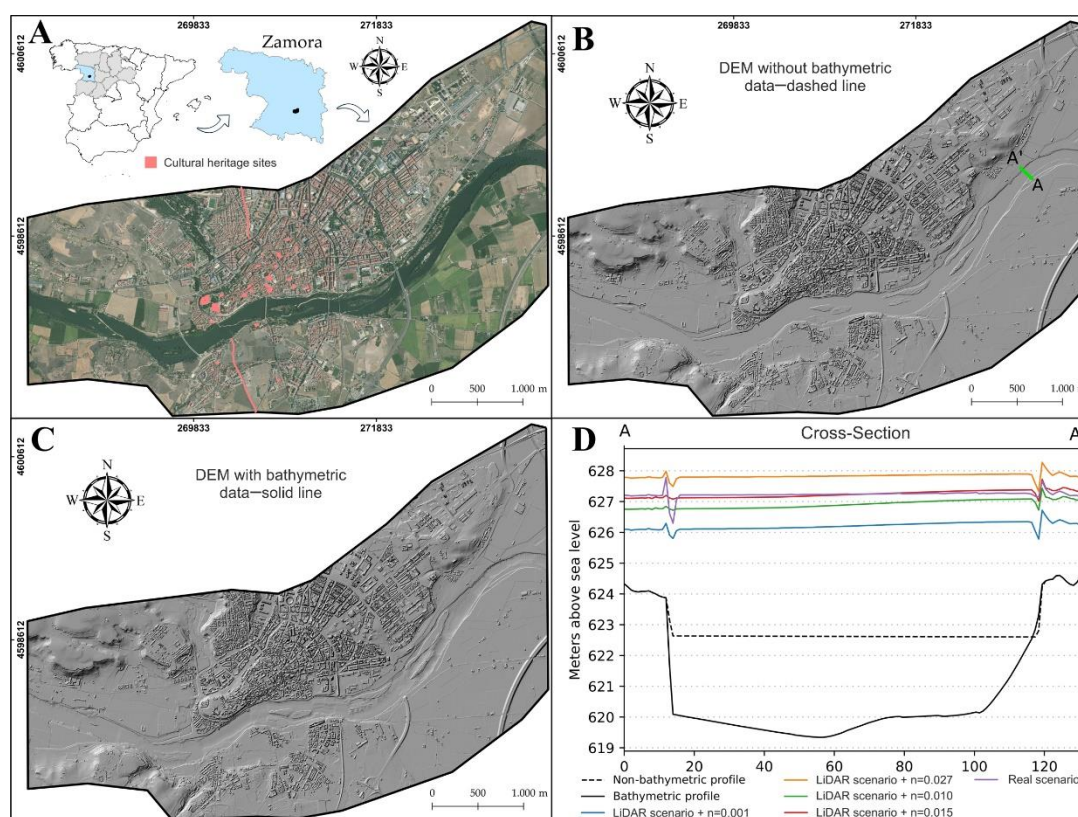 269833
271833
A
Zamora
N
W E
S
4600612
4598612
Cultural heritage sites
0 500 1.000 m
269833
271833
B
DEM without bathymetric
data—dashed line
N
W E
S
4600612
4598612
A'
A
0 500 1.000 m
269833
271833
C
DEM with bathymetric
data—solid line
N
W E
S
4600612
4598612
0 500 1.000 m
D
A Cross-Section A
Meters above sea level
628
627
626
625
624
623
622
621
620
619
0 20 40 60 80 100 120
Non-bathymetric profile
Bathymetric profile
LiDAR scenario + n=0.001
LiDAR scenario + n=0.027
LiDAR scenario + n=0.010
LiDAR scenario + n=0.015
Real scenario